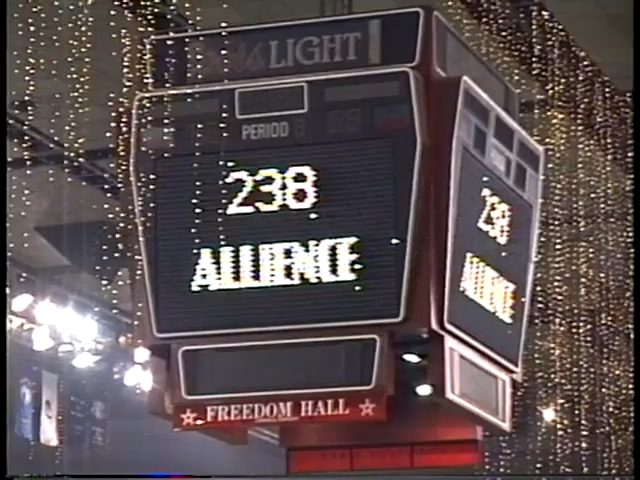 LIGHT
PERIOD
238
ALLIENCE
238
☆ FREEDOM HALL ☆